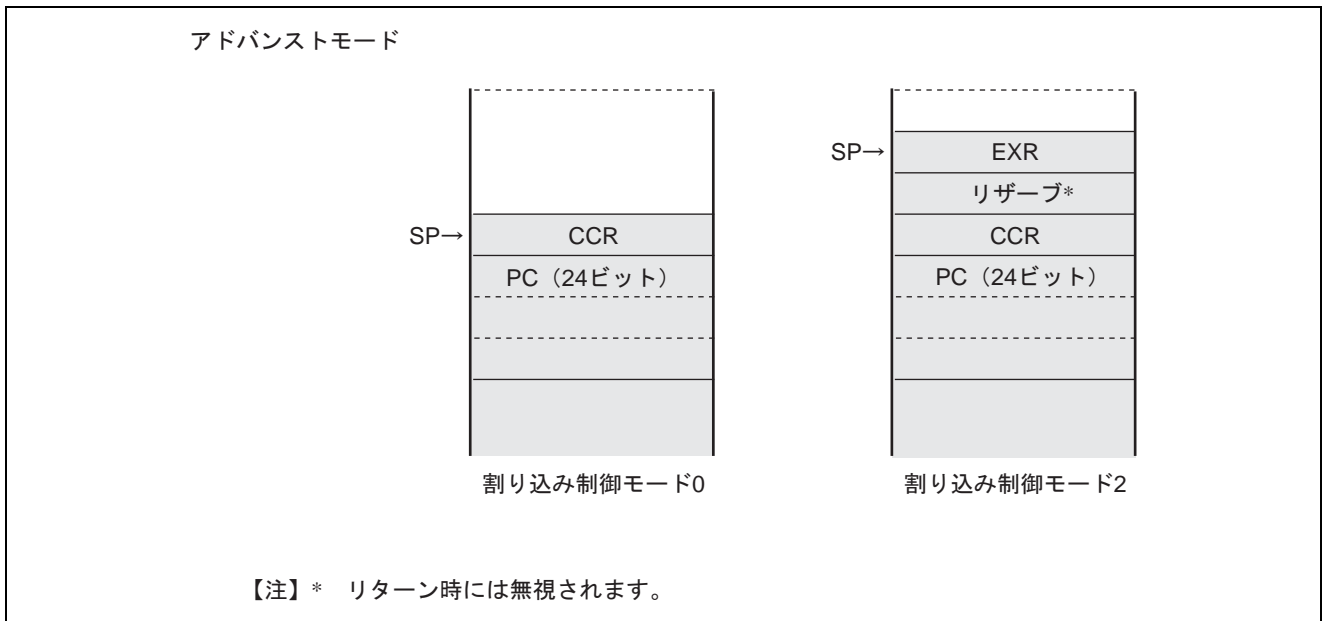 アドバンストモード
SP→
CCR
PC（24ビット）
割り込み制御モード0
SP→
EXR
リザーブ*
CCR
PC（24ビット）
割り込み制御モード2
【注】* リターン時には無視されます。